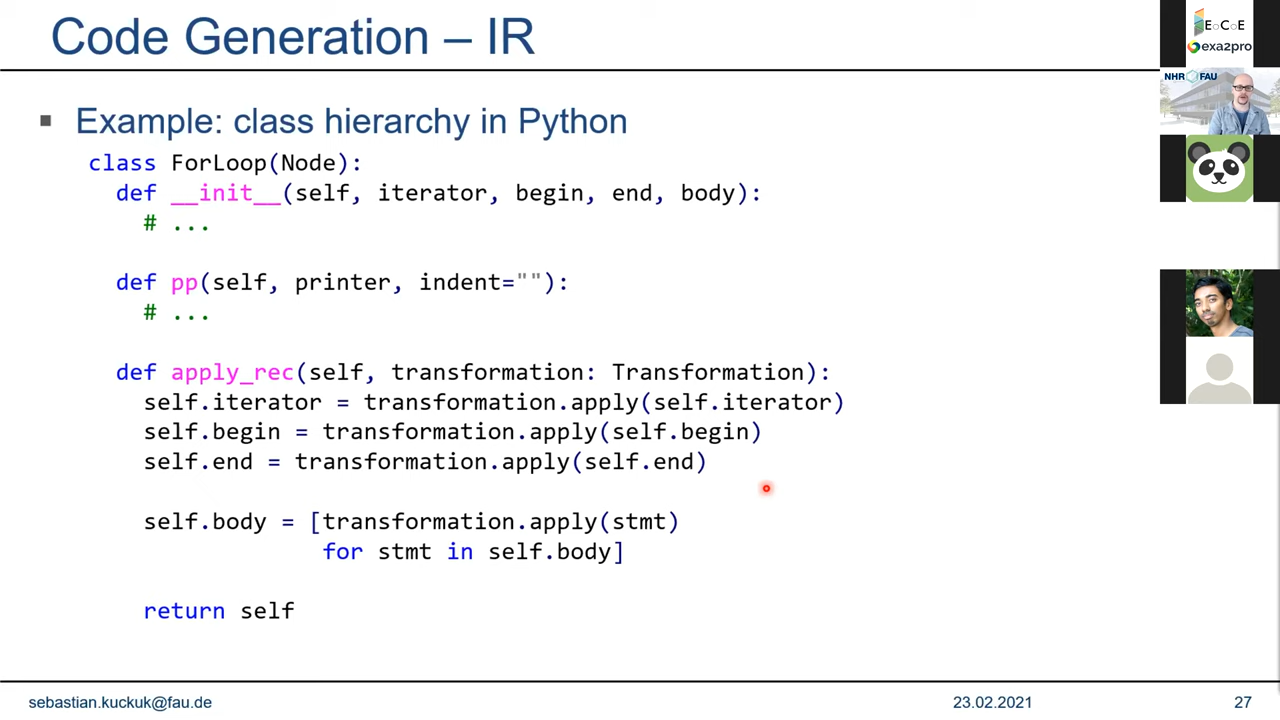 Code Generation – IR
▪ Example: class hierarchy in Python
class ForLoop(Node):
  def __init__(self, iterator, begin, end, body):
    # ...

  def pp(self, printer, indent=""):
    # ...

  def apply_rec(self, transformation: Transformation):
    self.iterator = transformation.apply(self.iterator)
    self.begin = transformation.apply(self.begin)
    self.end = transformation.apply(self.end)

    self.body = [transformation.apply(stmt)
                 for stmt in self.body]

    return self
sebastian.kuckuk@fau.de
23.02.2021
27
EoCoE
exa2pro
NHR FAU